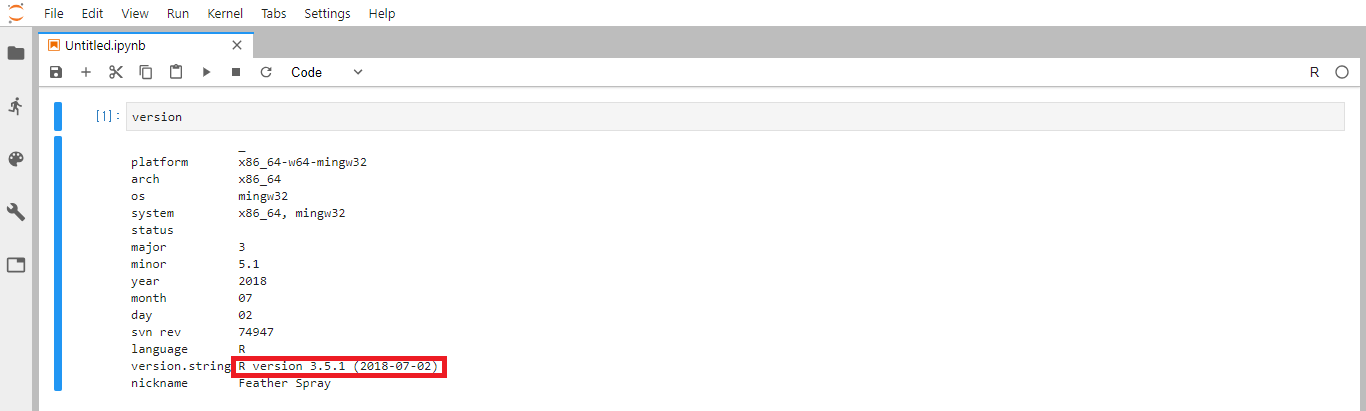 File Edit View Run Kernel Tabs Settings Help
Untitled.ipynb
Code
R
[1]:
version
_
platform x86_64-w64-mingw32
arch x86_64
os mingw32
system x86_64, mingw32
status
major 3
minor 5.1
year 2018
month 07
day 02
svn rev 74947
language R
version.string R version 3.5.1 (2018-07-02)
nickname Feather Spray